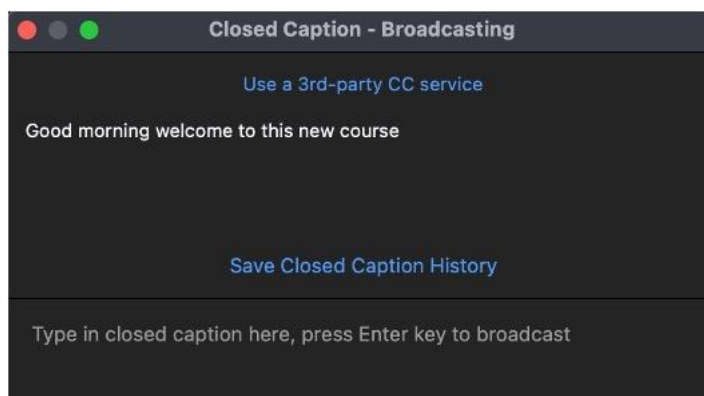 Closed Caption - Broadcasting
Use a 3rd-party CC service
Good morning welcome to this new course
Save Closed Caption History
Type in closed caption here, press Enter key to broadcast